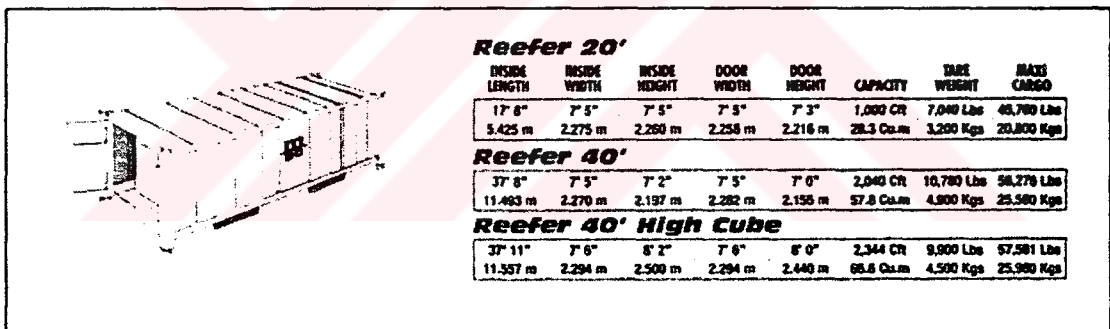 Reefer 20'
INSIDE LENGTH INSIDE WIDTH INSIDE HEIGHT DOOR WIDTH DOOR HEIGHT CAPACITY TARE WEIGHT MAXI CARGO
17' 8" 7' 5" 7' 5" 7' 5" 7' 3" 1,000 Cft 7,040 Lbs 45,760 Lbs
5.425 m 2.275 m 2.260 m 2.258 m 2.216 m 28.3 Cu.m 3,200 Kgs 20,800 Kgs
Reefer 40'
37' 8" 7' 5" 7' 2" 7' 5" 7' 0" 2,040 Cft 10,780 Lbs 56,276 Lbs
11.493 m 2.270 m 2.197 m 2.282 m 2.155 m 57.8 Cu.m 4,900 Kgs 25,580 Kgs
Reefer 40' High Cube
37' 11" 7' 6" 8' 2" 7' 6" 8' 0" 2,344 Cft 9,900 Lbs 57,561 Lbs
11.557 m 2.294 m 2.500 m 2.294 m 2.440 m 66.6 Cu.m 4,500 Kgs 25,980 Kgs